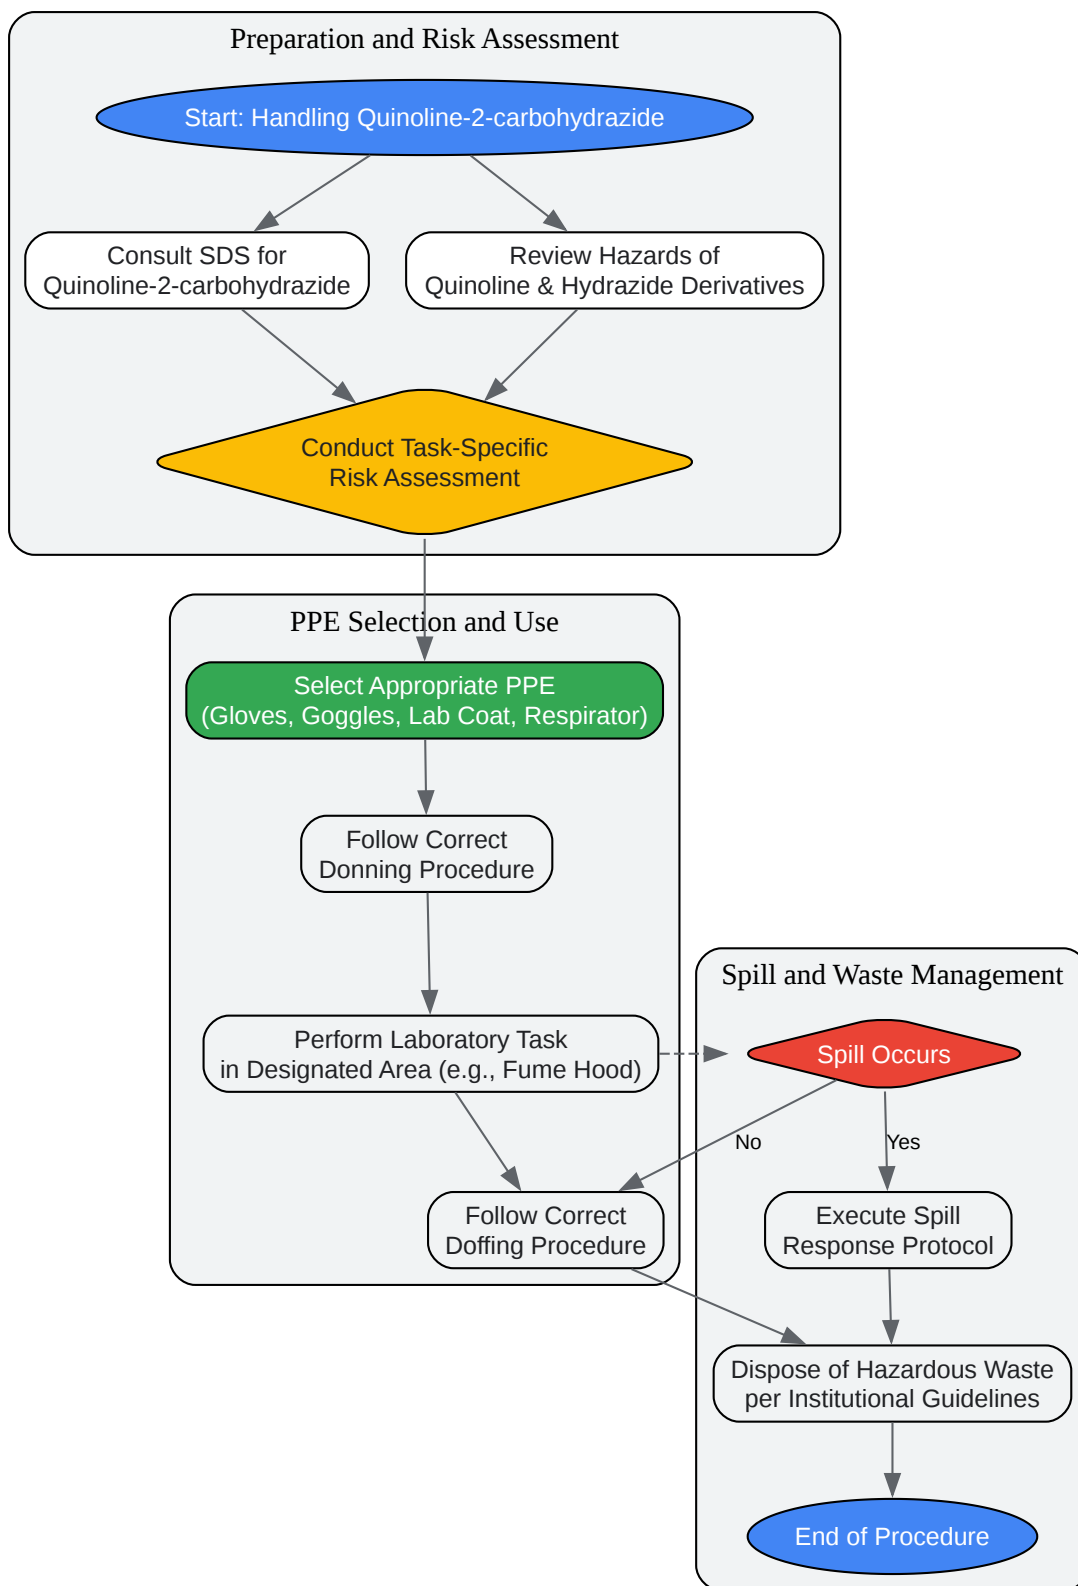 Preparation and Risk Assessment
Start: Handling Quinoline-2-carbohydrazide
Consult SDS for
Quinoline-2-carbohydrazide
Review Hazards of
Quinoline & Hydrazide Derivatives
Conduct Task-Specific
Risk Assessment
PPE Selection and Use
Select Appropriate PPE
(Gloves, Goggles, Lab Coat, Respirator)
Follow Correct
Donning Procedure
Perform Laboratory Task
in Designated Area (e.g., Fume Hood)
Spill and Waste Management
Spill Occurs
No
Yes
Follow Correct
Doffing Procedure
Execute Spill
Response Protocol
Dispose of Hazardous Waste
per Institutional Guidelines
End of Procedure